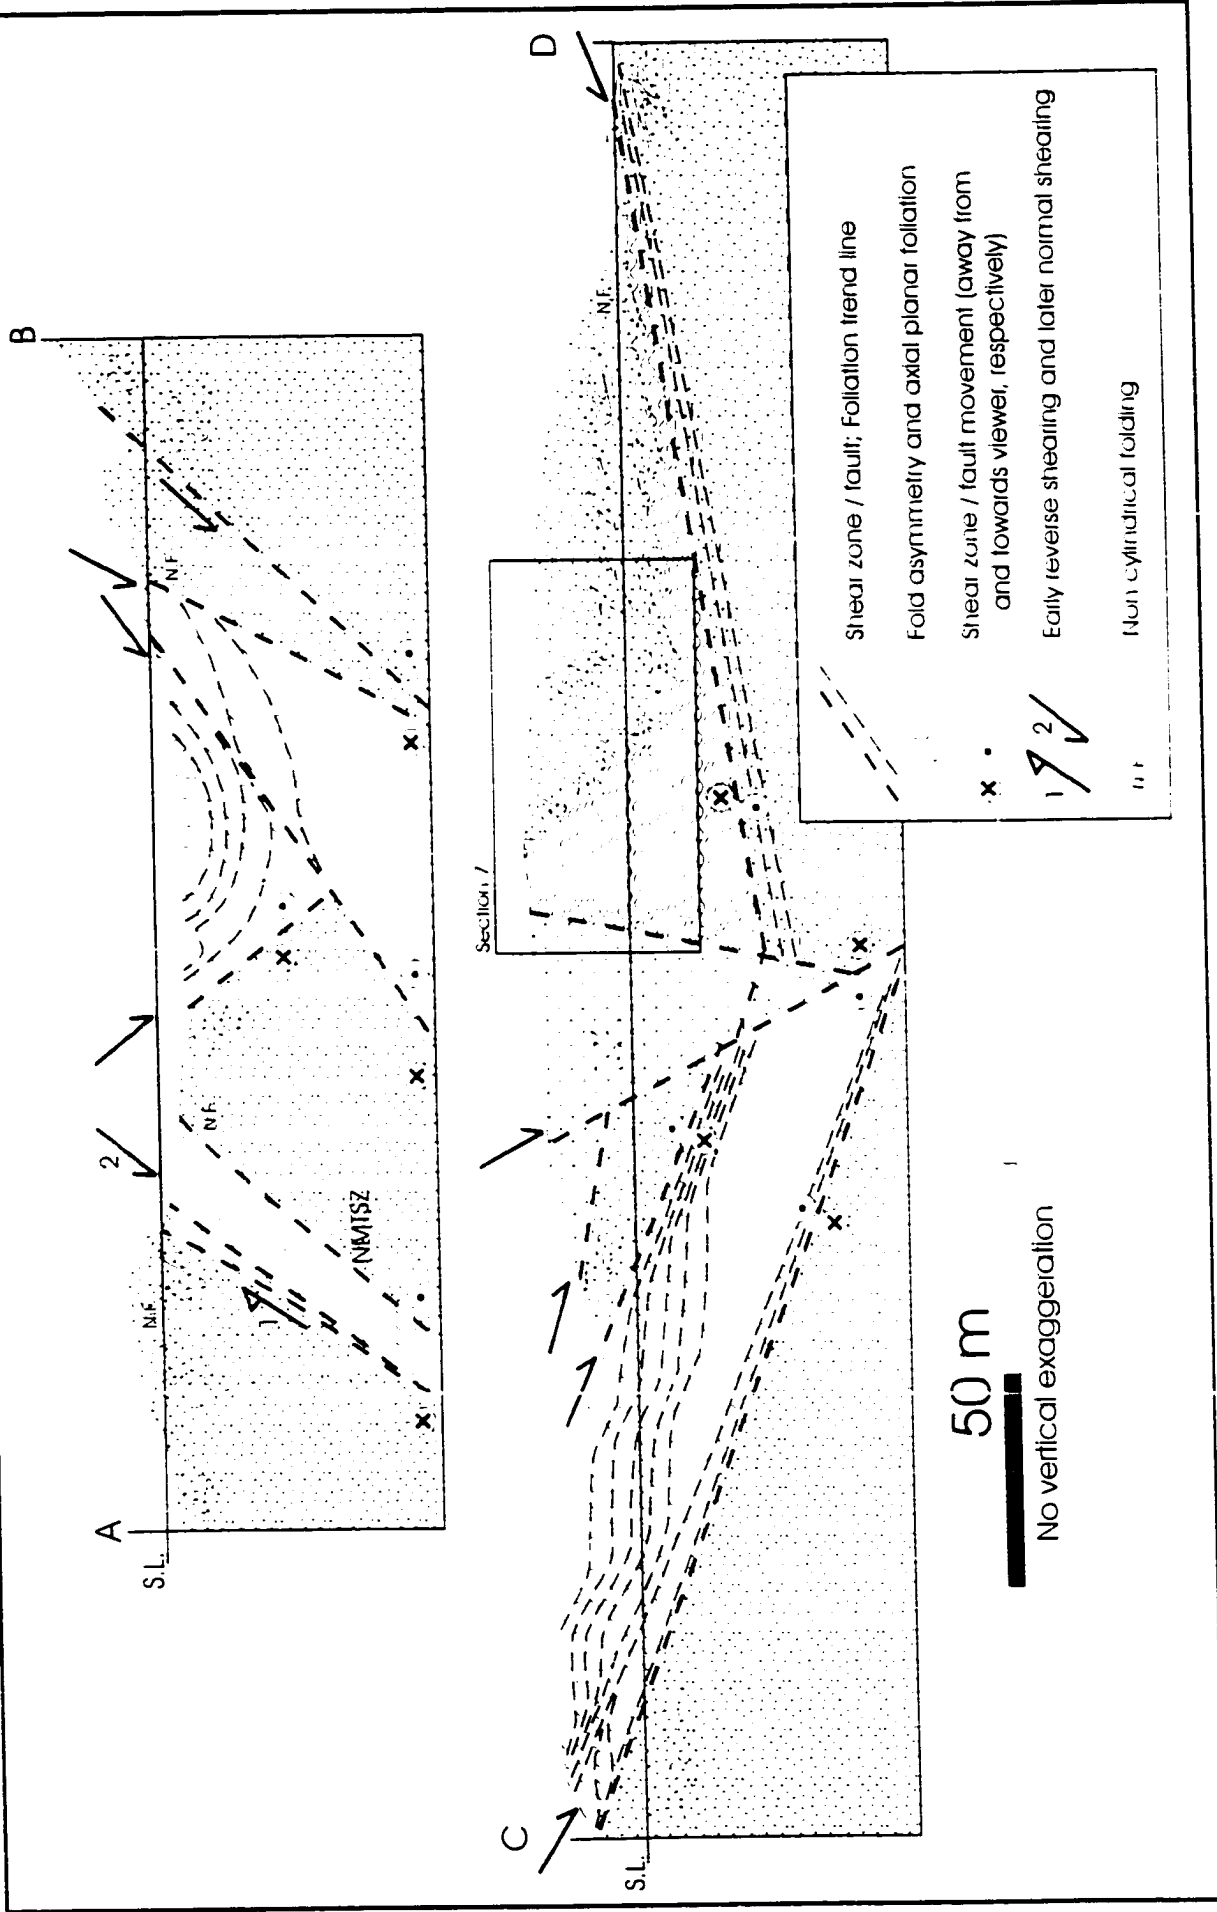 A
B
S.L.
N.F.
1
2
N.F.
NMTSZ
N.F.
C
D
S.L.
Section 7
N.F.
50 m
No vertical exaggeration
Shear zone / fault; Foliation trend line
Fold asymmetry and axial planar foliation
x •
Shear zone / fault movement (away from
and towards viewer, respectively)
1 2
Early reverse shearing and later normal shearing
Non cylindrical folding